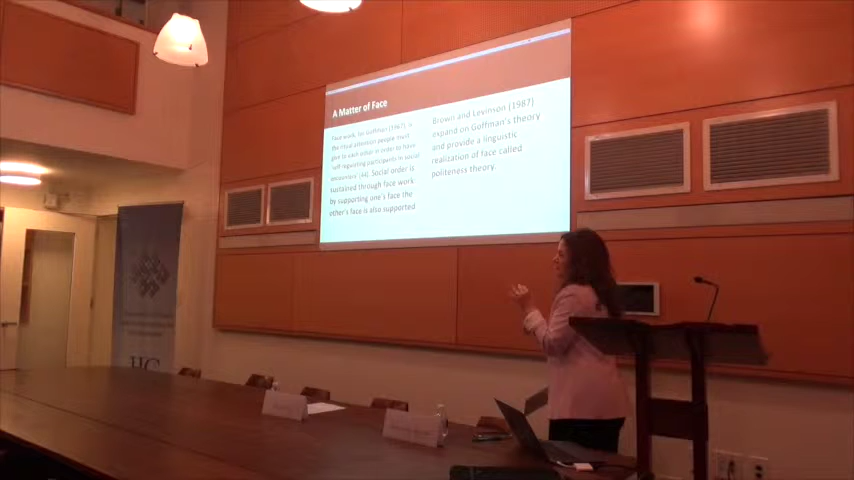 A Matter of Face
Face work, for Goffman (1967), is
the ritual attention people must
give to each other in order to have
'self-regulating participants in social
encounters' (44). Social order is
sustained through face work
by supporting one's face the
other's face is also supported.
Brown and Levinson (1987)
expand on Goffman's theory
and provide a linguistic
realization of face called
politeness theory.
HC